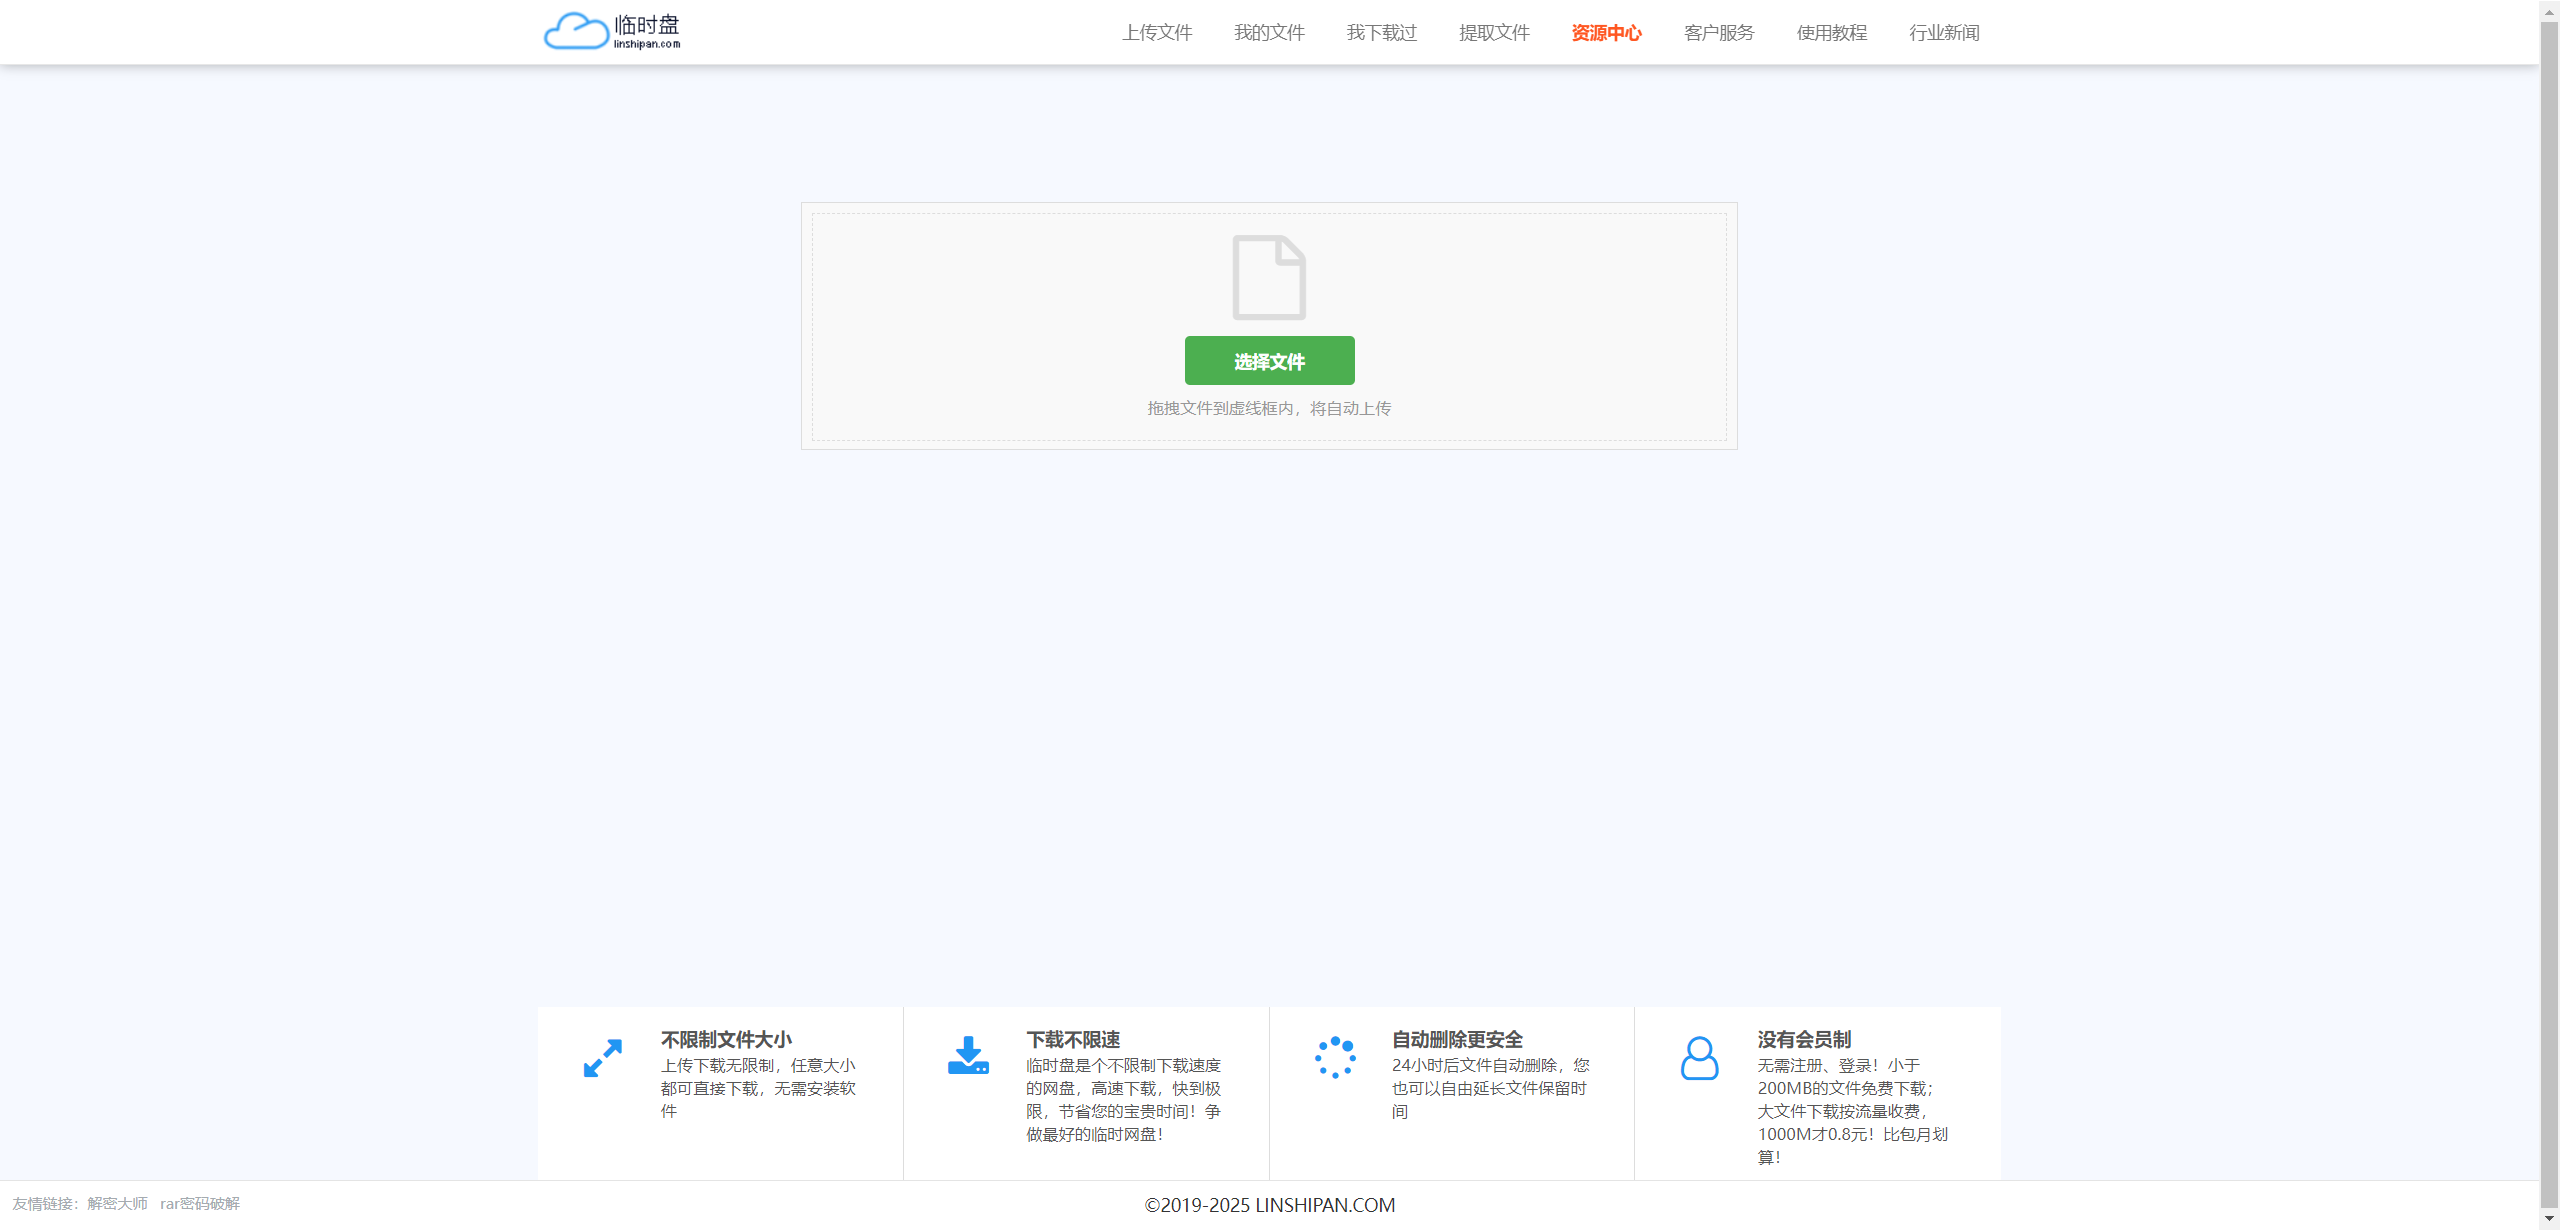 临时盘
linshipan.com
上传文件 我的文件 我下载过 提取文件 资源中心 客户服务 使用教程 行业新闻
选择文件
拖拽文件到虚线框内，将自动上传
不限制文件大小
上传下载无限制，任意大小
都可直接下载，无需安装软
件
下载不限速
临时盘是个不限制下载速度
的网盘，高速下载，快到极
限，节省您的宝贵时间！争
做最好的临时网盘！
自动删除更安全
24小时后文件自动删除，您
也可以自由延长文件保留时
间
没有会员制
无需注册、登录！小于
200MB的文件免费下载；
大文件下载按流量收费，
1000M才0.8元！比包月划
算！
友情链接：解密大师 rar密码破解
©2019-2025 LINSHIPAN.COM